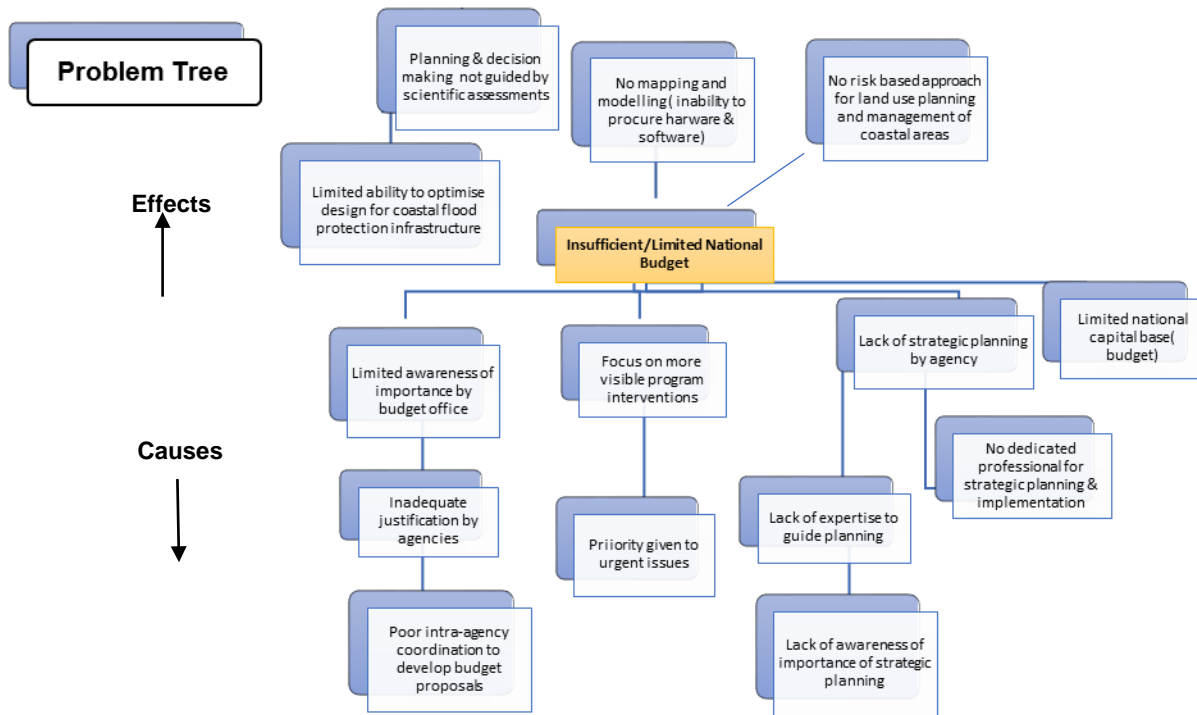 Problem Tree
Planning & decision
making not guided by
scientific assessments
No mapping and
modelling( inability to
procure harware &
software)
No risk based approach
for land use planning
and management of
coastal areas
Effects
Limited ability to optimise
design for coastal flood
protection infrastructure
Insufficient/Limited National
Budget
Limited awareness of
importance by
budget office
Focus on more
visible program
interventions
Lack of strategic planning
by agency
Limited national
capital base(
budget)
Causes
Inadequate
justification by
agencies
Priiority given to
urgent issues
Lack of expertise to
guide planning
No dedicated
professional for
strategic planning &
implementation
Poor intra-agency
coordination to
develop budget
proposals
Lack of awareness of
importance of strategic
planning